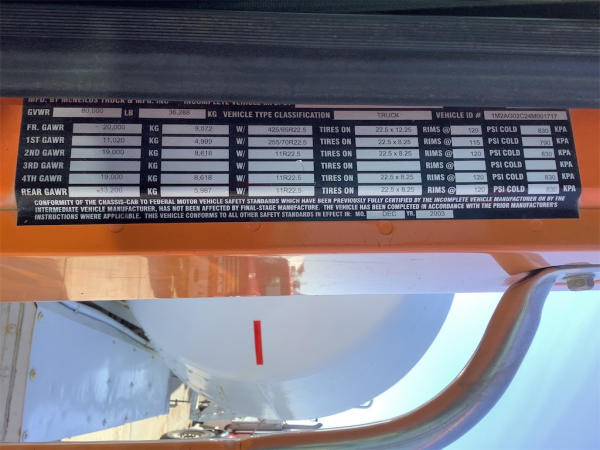 MFD. BY MCNEILUS TRUCK & MFG. INC INCOMPLETE VEHICLE
GVWR 80,000 LB 36,288 KG VEHICLE TYPE CLASSIFICATION TRUCK VEHICLE ID # 1M2AG02C24M001717
FR. GAWR 20,000 KG 9,072 W/ 425/65R22.5 TIRES ON 22.5 x 12.25 RIMS @ 120 PSI COLD 830 KPA
1ST GAWR 11,020 KG 4,999 W/ 255/70R22.5 TIRES ON 22.5 x 8.25 RIMS @ 115 PSI COLD 790 KPA
2ND GAWR 19,000 KG 8,618 W/ 11R22.5 TIRES ON 22.5 x 8.25 RIMS @ 120 PSI COLD 830 KPA
3RD GAWR KG W/ TIRES ON RIMS @ PSI COLD KPA
4TH GAWR 19,000 KG 8,618 W/ 11R22.5 TIRES ON 22.5 x 8.25 RIMS @ 120 PSI COLD 830 KPA
REAR GAWR 13,200 KG 5,987 W/ 11R22.5 TIRES ON 22.5 x 8.25 RIMS @ 120 PSI COLD 830 KPA
CONFORMITY OF THE CHASSIS-CAB TO FEDERAL MOTOR VEHICLE SAFETY STANDARDS WHICH HAVE BEEN PREVIOUSLY FULLY CERTIFIED BY THE INCOMPLETE VEHICLE MANUFACTURER OR BY THE
INTERMEDIATE VEHICLE MANUFACTURER, HAS NOT BEEN AFFECTED BY FINAL-STAGE MANUFACTURE. THE VEHICLE HAS BEEN COMPLETED IN ACCORDANCE WITH THE PRIOR MANUFACTURER'S
INSTRUCTIONS WHERE APPLICABLE. THIS VEHICLE CONFORMS TO ALL OTHER SAFETY STANDARDS IN EFFECT IN: MO. DEC YR. 2003